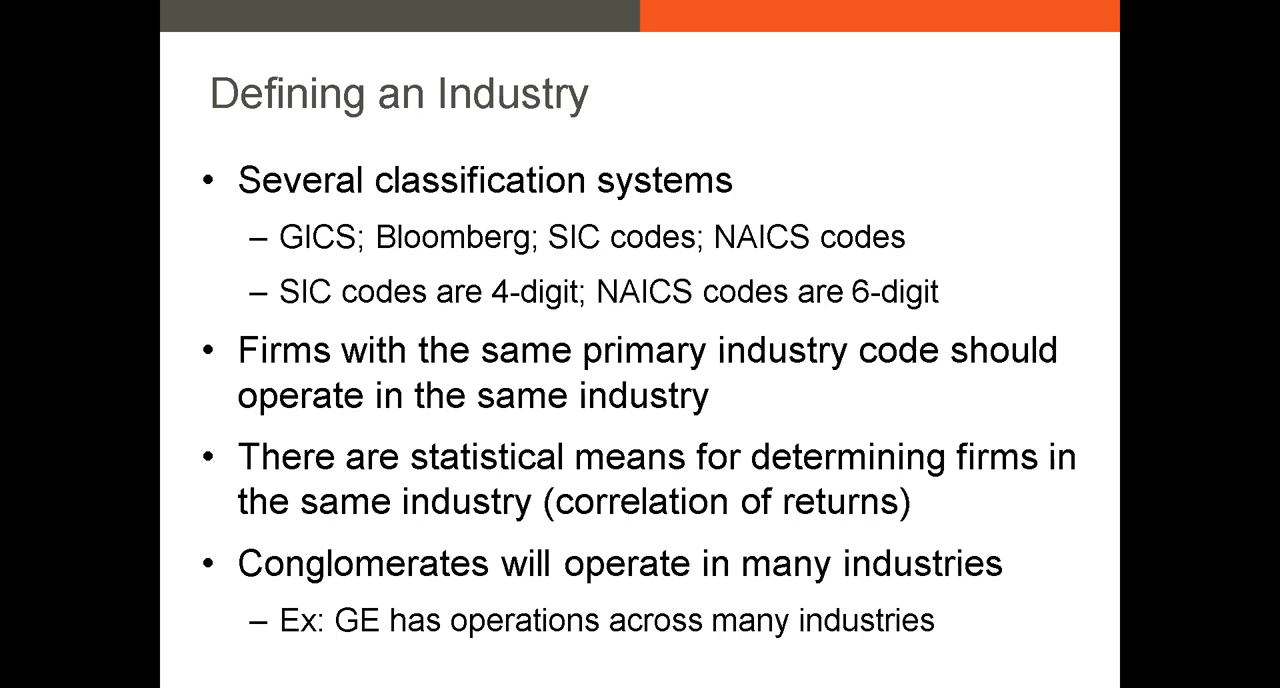 Defining an Industry
• Several classification systems
– GICS; Bloomberg; SIC codes; NAICS codes
– SIC codes are 4-digit; NAICS codes are 6-digit
• Firms with the same primary industry code should
operate in the same industry
• There are statistical means for determining firms in
the same industry (correlation of returns)
• Conglomerates will operate in many industries
– Ex: GE has operations across many industries